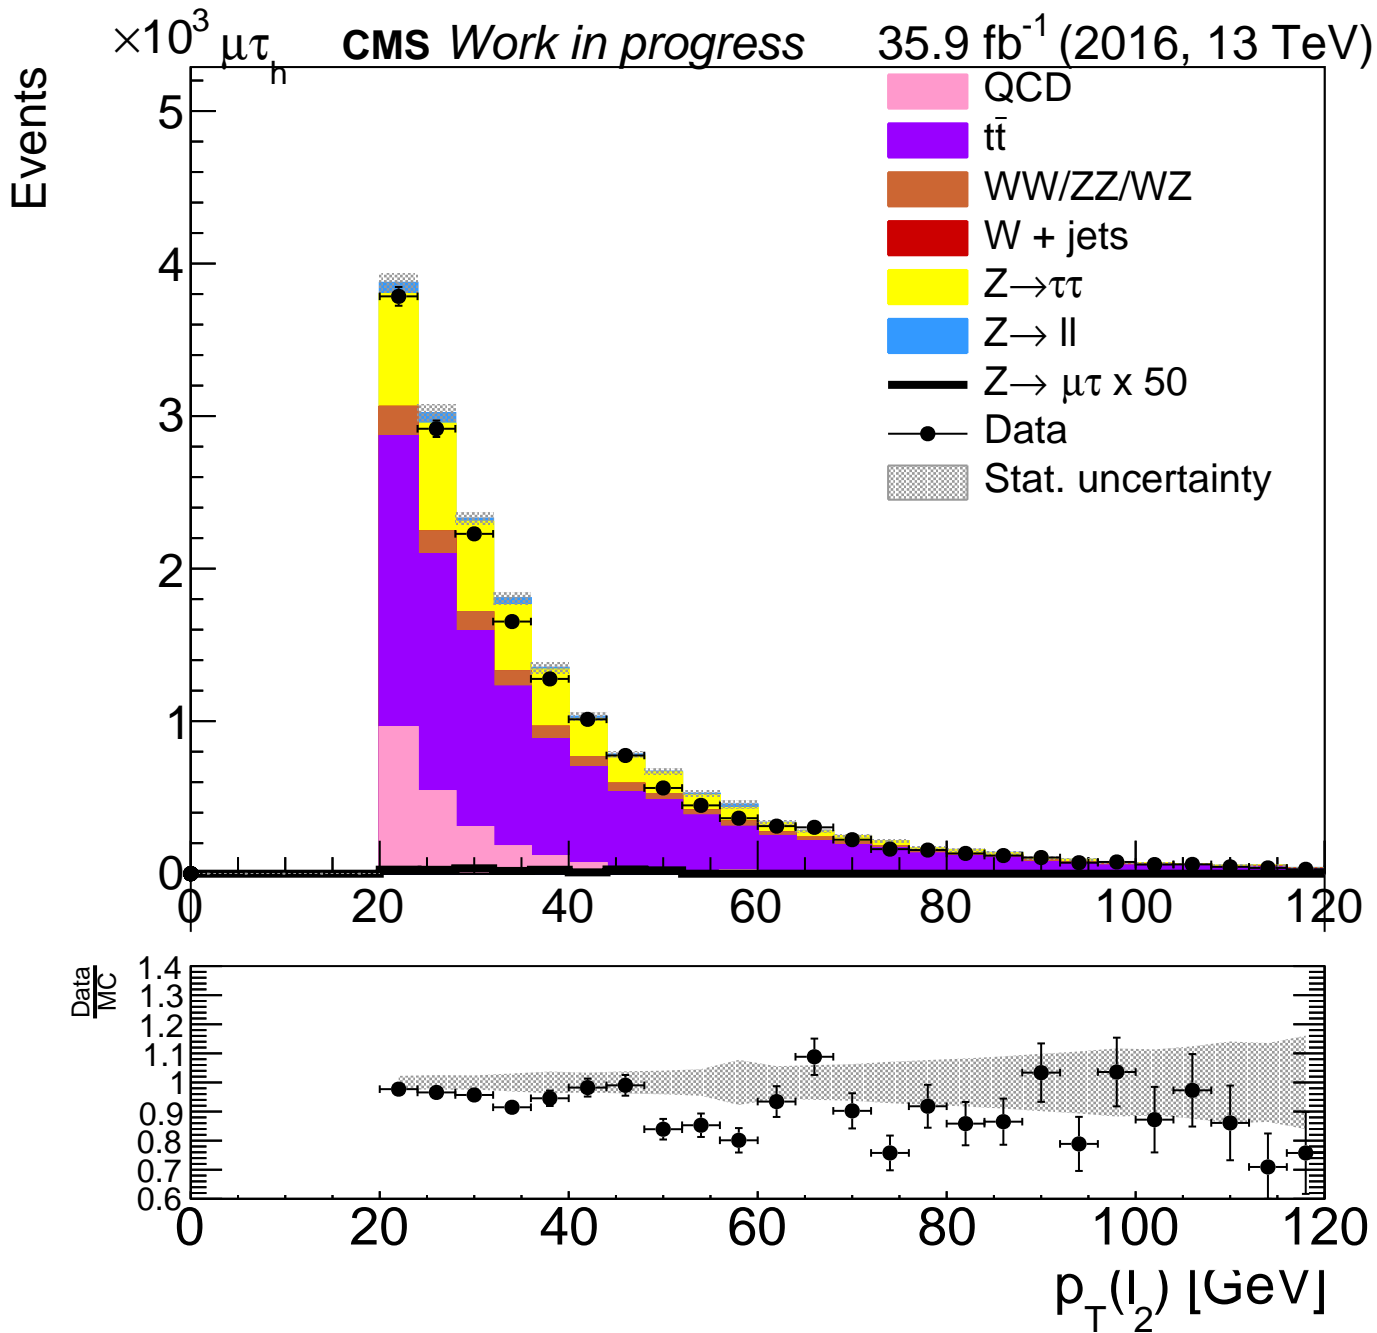 ×10³ μτₕ CMS Work in progress 35.9 fb⁻¹ (2016, 13 TeV)
Events
5
4
3
2
1
0
QCD
tt̄
WW/ZZ/WZ
W + jets
Z→ττ
Z→ ll
Z→ μτ x 50
Data
Stat. uncertainty
0 20 40 60 80 100 120
Data
MC
1.4
1.3
1.2
1.1
1
0.9
0.8
0.7
0.6
0 20 40 60 80 100 120
p_T(l₂) [GeV]